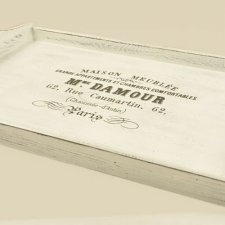 MAISON MEUBLÉE
GRANDS APPARTEMENTS ET CHAMBRES CONFORTABLES
Mme DAMOUR
62, Rue Caumartin, 62,
(Chaussée-d'Antin)
Paris